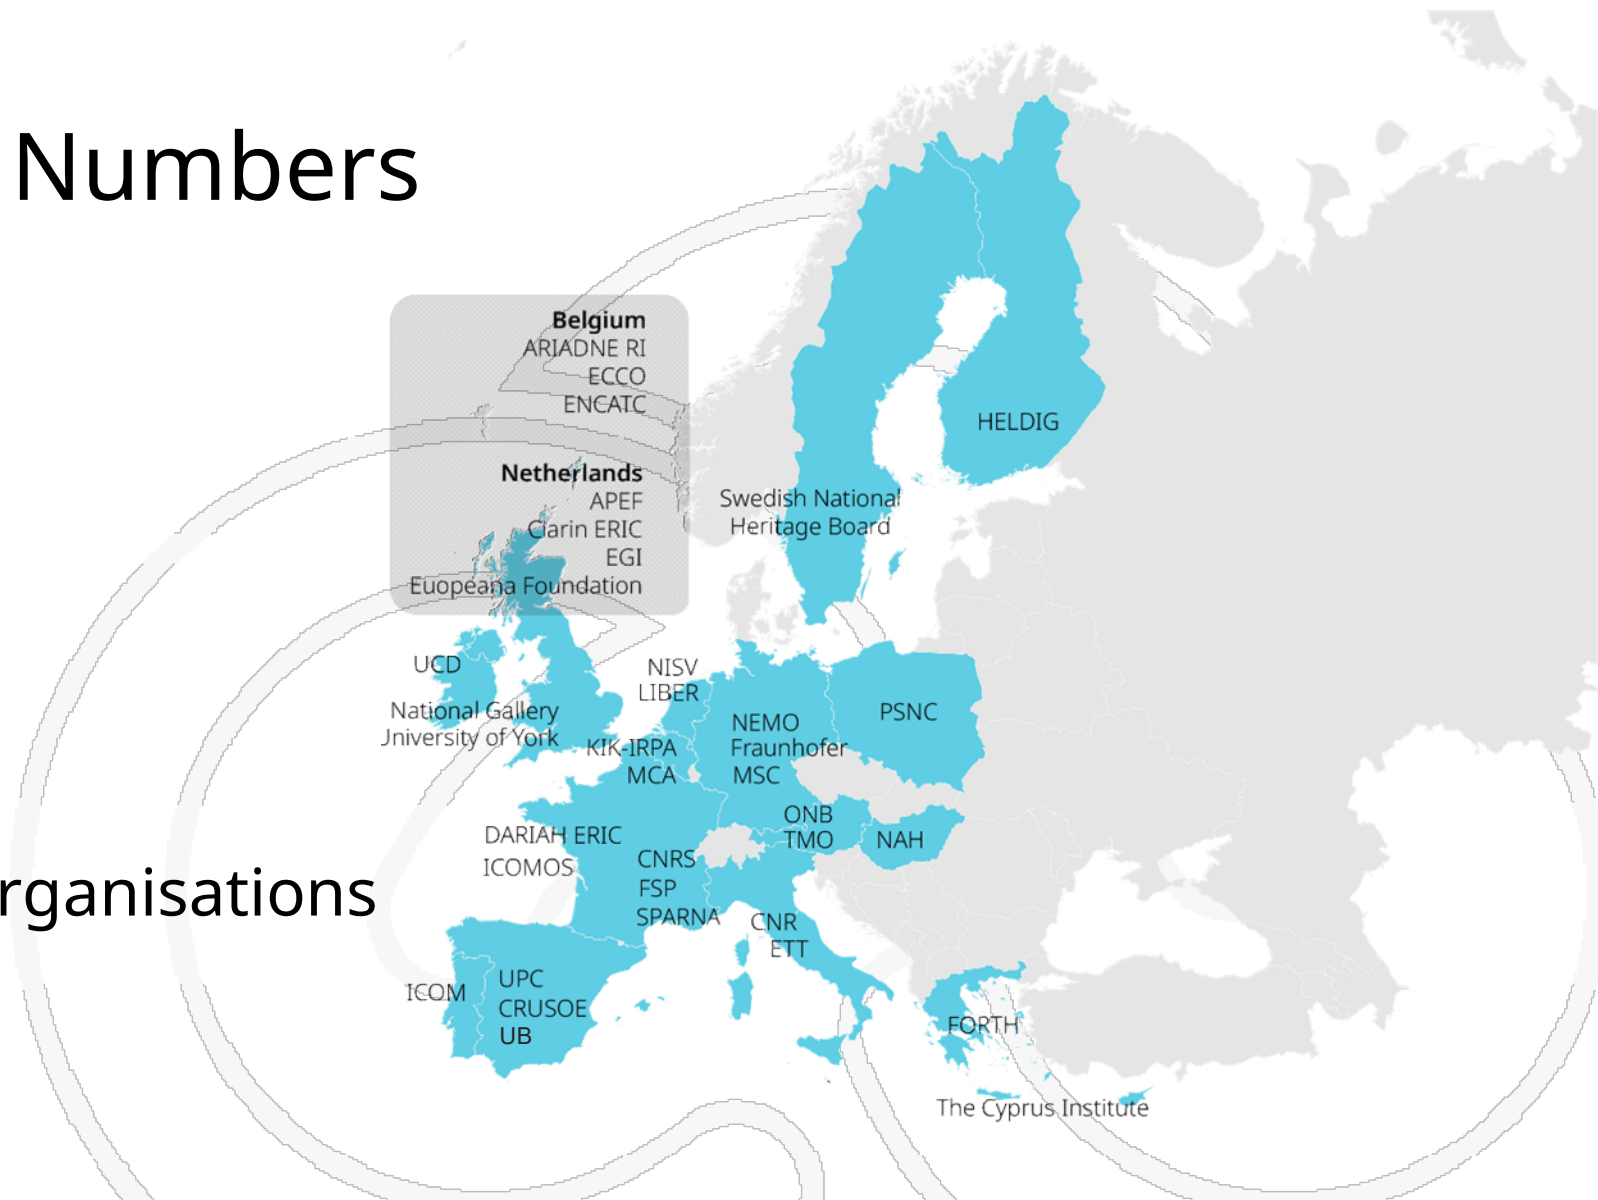 Numbers
Belgium
ARIADNE RI
ECCO
ENCATC
Netherlands
APEF
Clarin ERIC
EGI
Euopeana Foundation
HELDIG
Swedish National
Heritage Board
UCD
National Gallery
University of York
NISV
LIBER
KIK-IRPA
MCA
NEMO
Fraunhofer
MSC
PSNC
ONB
TMO
NAH
DARIAH ERIC
ICOMOS
CNRS
FSP
SPARNA
CNR
ETT
rganisations
ICOM
UPC
CRUSOE
UB
FORTH
The Cyprus Institute